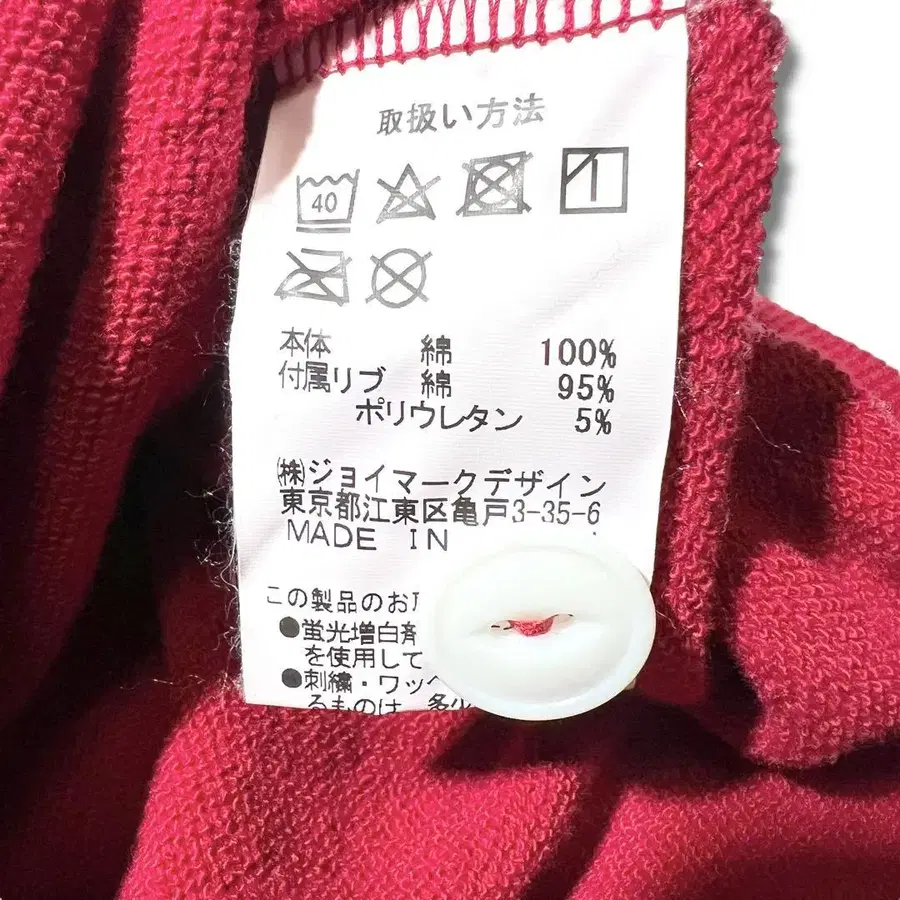 取扱い方法
40
本体 綿 100%
付属リブ 綿 95%
ポリウレタン 5%
㈱ジョイマークデザイン
東京都江東区亀戸3-35-6
MADE IN
この製品のお
●蛍光増白剤
を使用して
●刺繍・ワッペ
るものは、多